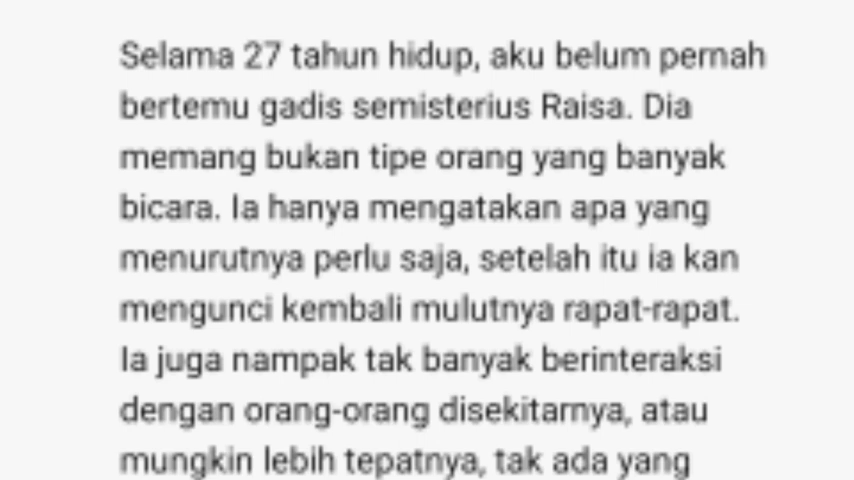 Selama 27 tahun hidup, aku belum pernah
bertemu gadis semisterius Raisa. Dia
memang bukan tipe orang yang banyak
bicara. Ia hanya mengatakan apa yang
menurutnya perlu saja, setelah itu ia kan
mengunci kembali mulutnya rapat-rapat.
Ia juga nampak tak banyak berinteraksi
dengan orang-orang disekitarnya, atau
mungkin lebih tepatnya, tak ada yang